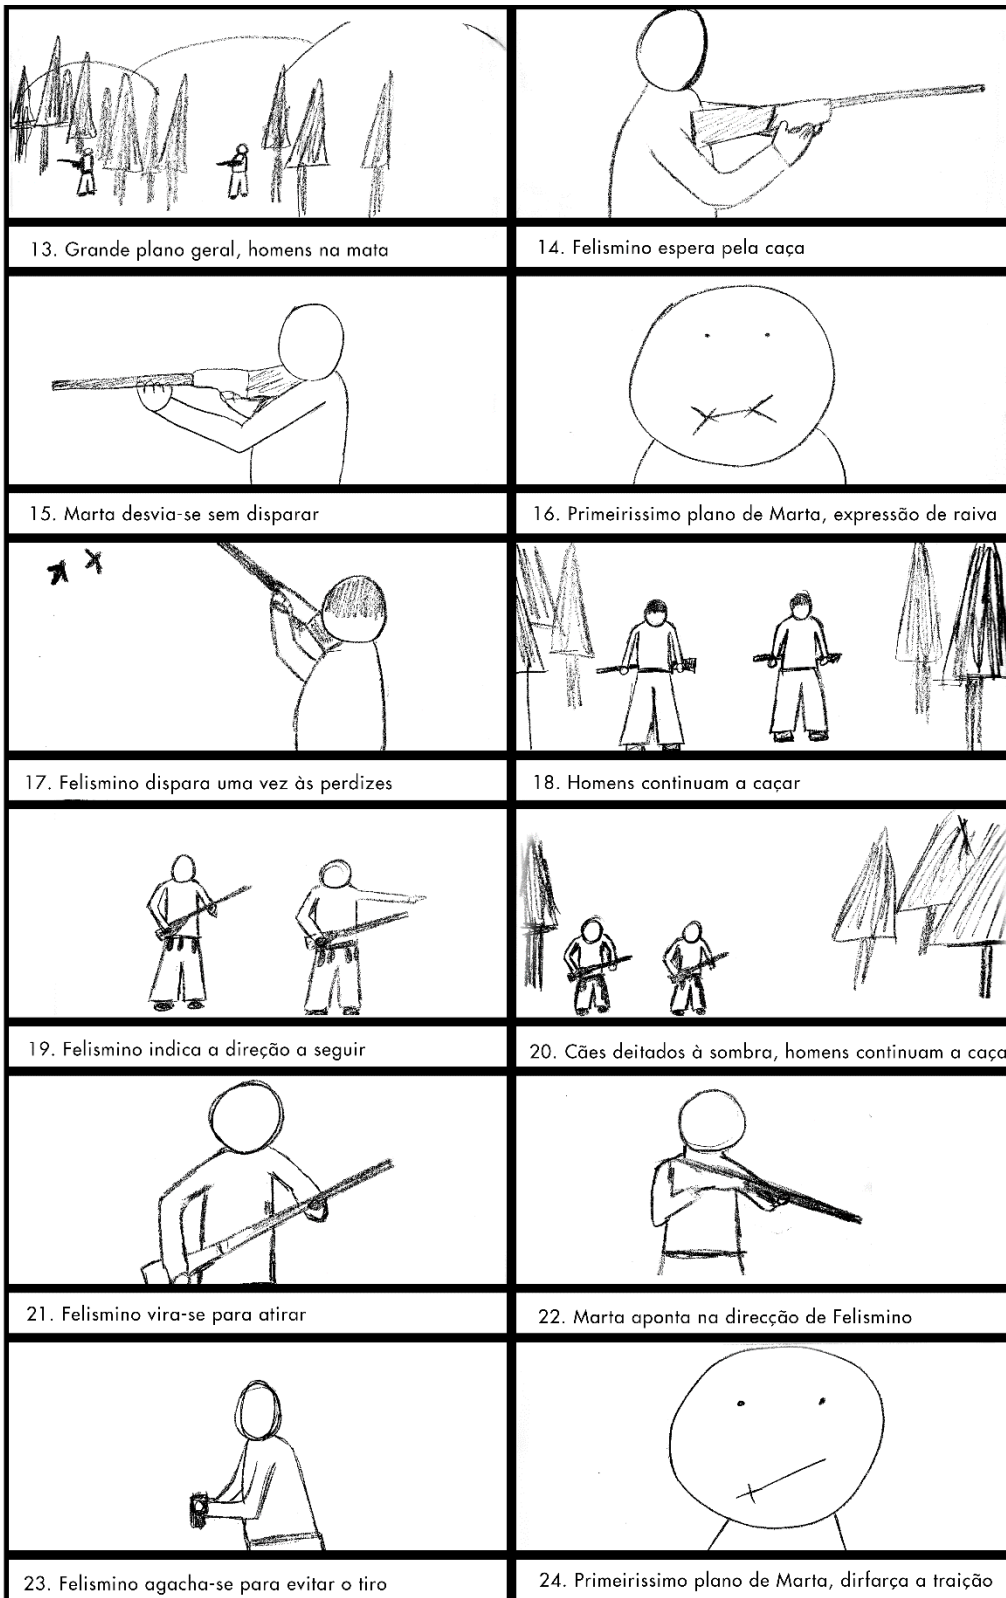 13. Grande plano geral, homens na mata
14. Felismino espera pela caça
15. Marta desvia-se sem disparar
16. Primeirissimo plano de Marta, expressão de raiva
17. Felismino dispara uma vez às perdizes
18. Homens continuam a caçar
19. Felismino indica a direção a seguir
20. Cães deitados à sombra, homens continuam a caça
21. Felismino vira-se para atirar
22. Marta aponta na direcção de Felismino
23. Felismino agacha-se para evitar o tiro
24. Primeirissimo plano de Marta, dirfarça a traição